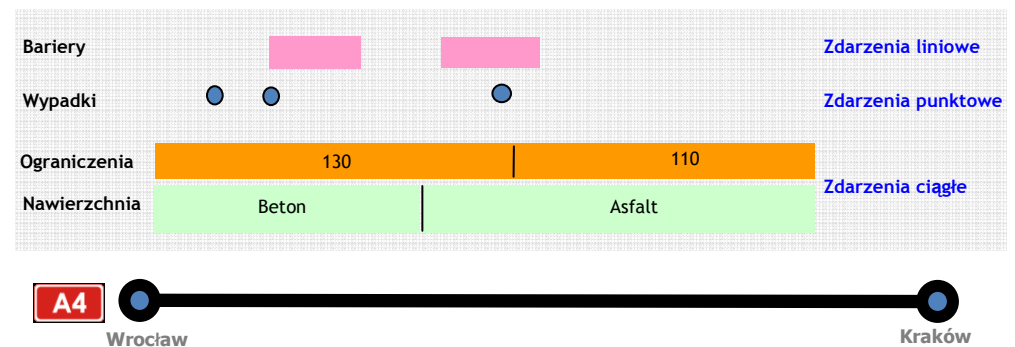 Bariery
Zdarzenia liniowe
Wypadki
Zdarzenia punktowe
Ograniczenia
130
110
Zdarzenia ciągłe
Nawierzchnia
Beton
Asfalt
A4
Wrocław
Kraków